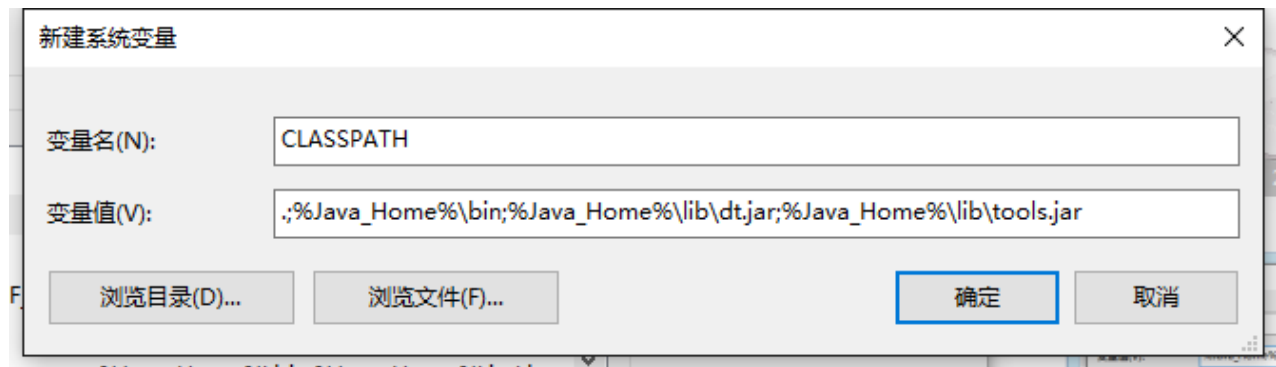 新建系统变量
变量名(N):
CLASSPATH
变量值(V):
.;%Java_Home%\bin;%Java_Home%\lib\dt.jar;%Java_Home%\lib\tools.jar
浏览目录(D)...
浏览文件(F)...
确定
取消